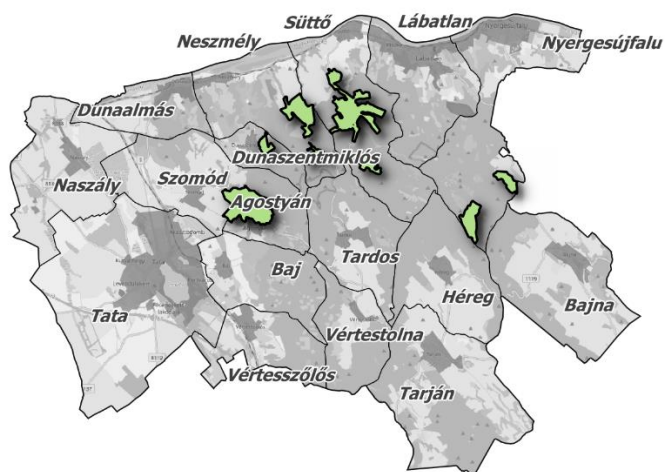 Süttő
Lábatlan
Neszmély
Nyergesújfalu
Dunaalmás
Dunaszentmiklós
Szomód
Naszály
Agostyán
Baj
Tardos
Tata
Héreg
Bajna
Vértestolna
Vértesszőlős
Tarján